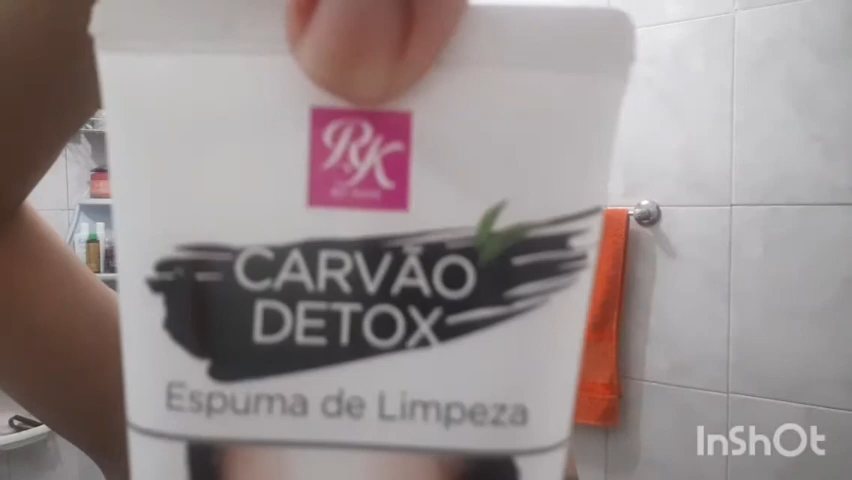 RK
CARVÃO
DETOX
Espuma de Limpeza
InShOt